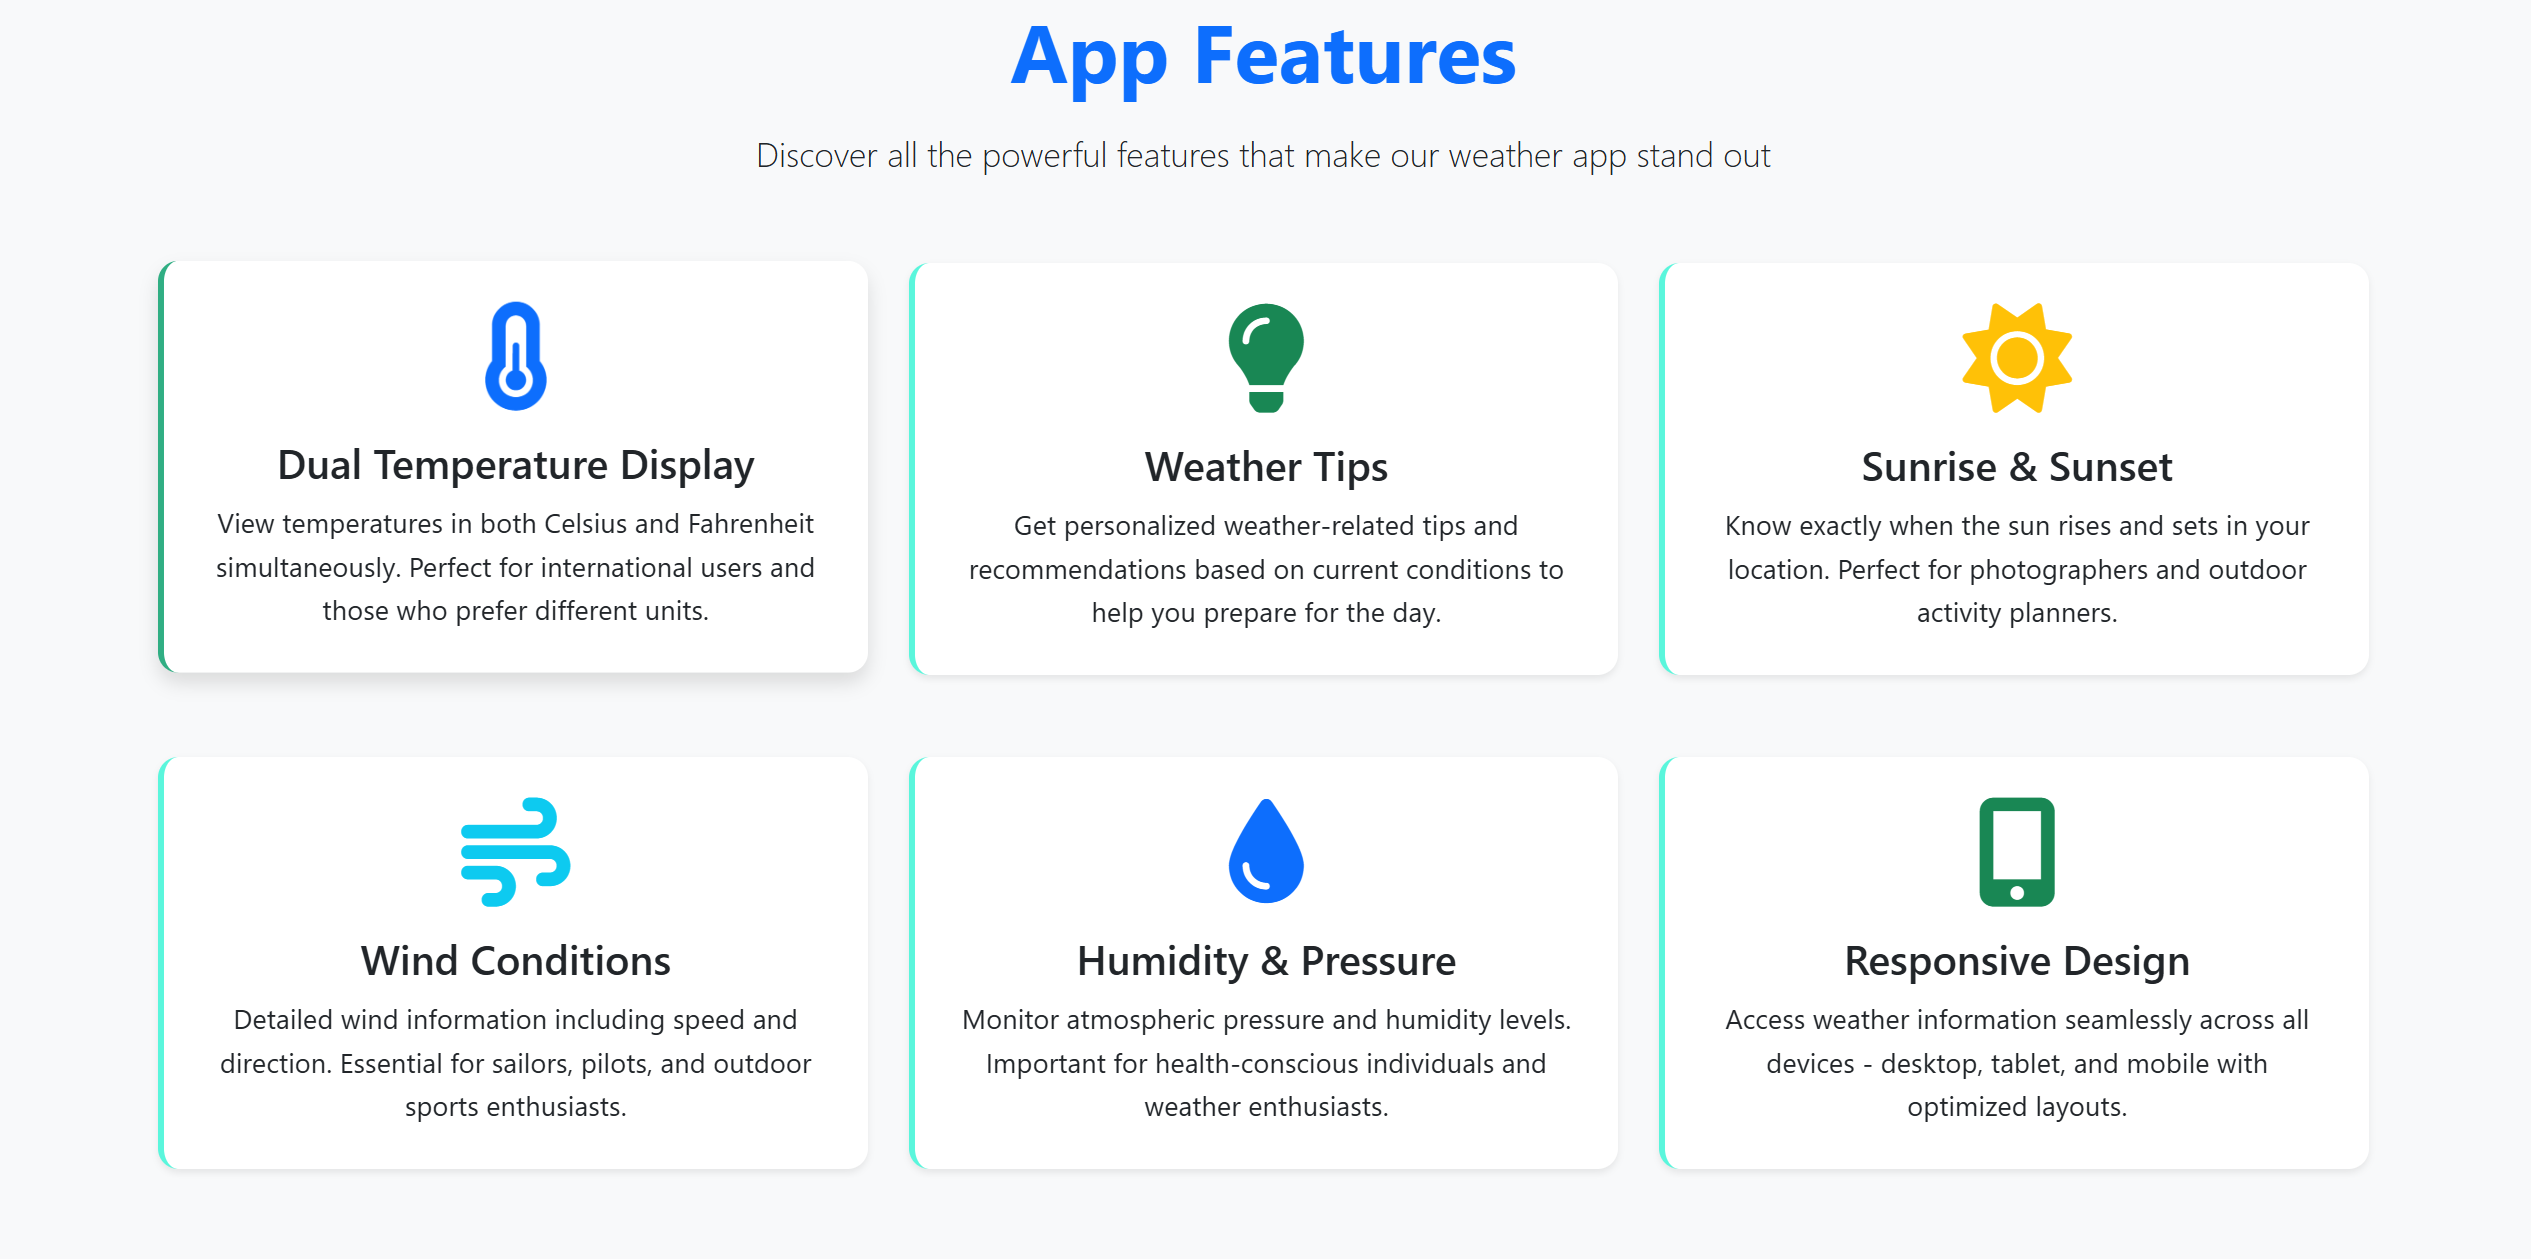 App Features
Discover all the powerful features that make our weather app stand out
Dual Temperature Display
View temperatures in both Celsius and Fahrenheit
simultaneously. Perfect for international users and
those who prefer different units.
Weather Tips
Get personalized weather-related tips and
recommendations based on current conditions to
help you prepare for the day.
Sunrise & Sunset
Know exactly when the sun rises and sets in your
location. Perfect for photographers and outdoor
activity planners.
Wind Conditions
Detailed wind information including speed and
direction. Essential for sailors, pilots, and outdoor
sports enthusiasts.
Humidity & Pressure
Monitor atmospheric pressure and humidity levels.
Important for health-conscious individuals and
weather enthusiasts.
Responsive Design
Access weather information seamlessly across all
devices - desktop, tablet, and mobile with
optimized layouts.